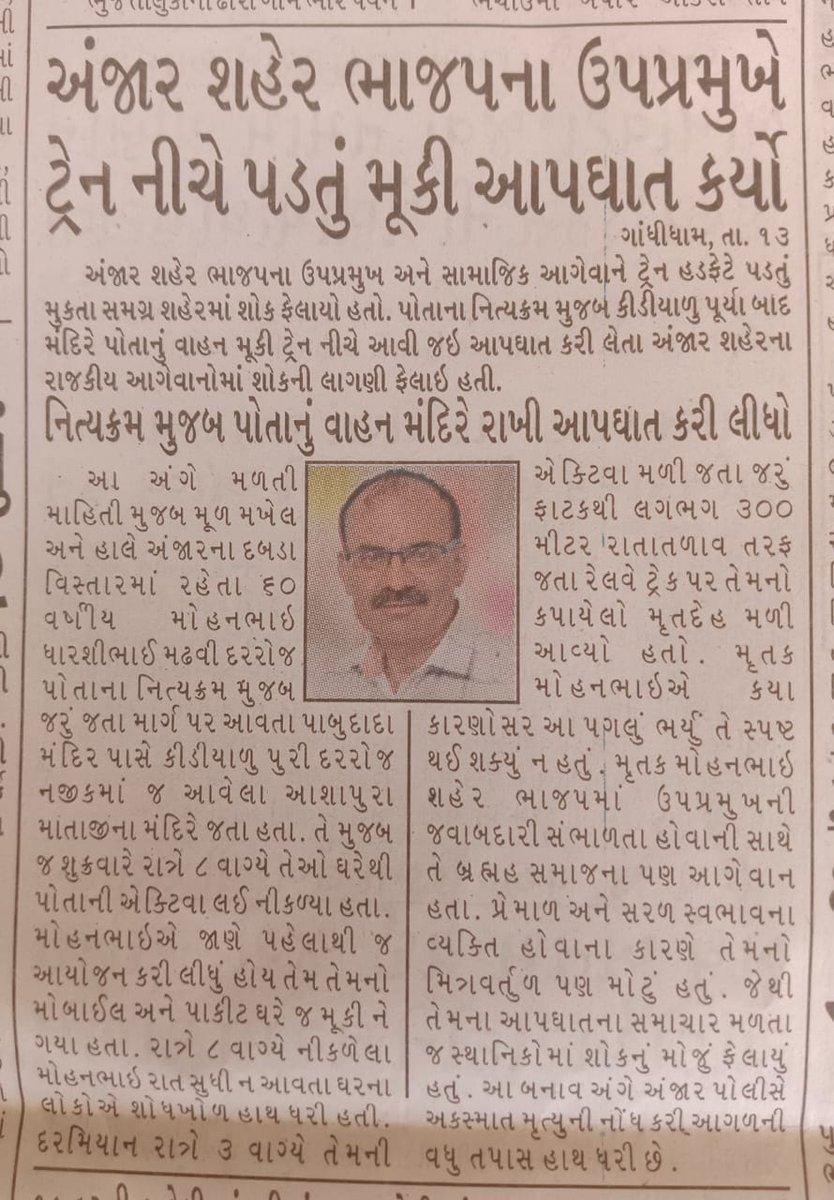 અંજાર શહેર ભાજપના ઉપપ્રમુખે
ટ્રેન નીચે પડતું મૂકી આપઘાત કર્યો
ગાંધીધામ, તા. ૧૩
અંજાર શહેર ભાજપના ઉપપ્રમુખ અને સામાજિક આગેવાને ટ્રેન હડફેટે પડતું
મુકતા સમગ્ર શહેરમાં શોક ફેલાયો હતો. પોતાના નિત્યક્રમ મુજબ કીડીયાળુ પૂર્યા બાદ
મંદિરે પોતાનું વાહન મૂકી ટ્રેન નીચે આવી જઇ આપઘાત કરી લેતા અંજાર શહેરના
રાજકીય આગેવાનોમાં શોકની લાગણી ફેલાઇ હતી.
નિત્યક્રમ મુજબ પોતાનું વાહન મંદિરે રાખી આપઘાત કરી લીધો
આ અંગે મળતી
માહિતી મુજબ મૂળ મખેલ
અને હાલે અંજારના દબડા
વિસ્તારમાં રહેતા ૬૦
વર્ષીય મોહનભાઇ
ધારશીભાઈ મઢવી દરરોજ
પોતાના નિત્યક્રમ મુજબ
જરું જતા માર્ગ પર આવતા પાબુદાદા
મંદિર પાસે કીડીયાળુ પુરી દરરોજ
નજીકમાં જ આવેલા આશાપુરા
માતાજીના મંદિરે જતા હતા. તે મુજબ
જ શુક્રવારે રાત્રે ૮ વાગ્યે તેઓ ઘરેથી
પોતાની એક્ટિવા લઈ નીકળ્યા હતા.
મોહનભાઇએ જાણે પહેલાથી જ
આયોજન કરી લીધું હોય તેમ તેમનો
મોબાઈલ અને પાકીટ ઘરે જ મૂકી ને
ગયા હતા. રાત્રે ૮ વાગ્યે નીકળેલા
મોહનભાઇ રાત સુધી ન આવતા ઘરના
લોકોએ શોધખોળ હાથ ધરી હતી.
દરમિયાન રાત્રે ૩ વાગ્યે તેમની
એક્ટિવા મળી જતા જરું
ફાટકથી લગભગ ૩૦૦
મીટર રાતાતળાવ તરફ
જતા રેલવે ટ્રેક પર તેમનો
કપાયેલો મૃતદેહ મળી
આવ્યો હતો. મૃતક
મોહનભાઇએ કયા
કારણોસર આ પગલું ભર્યું તે સ્પષ્ટ
થઈ શક્યું ન હતું. મૃતક મોહનભાઇ
શહેર ભાજપમાં ઉપપ્રમુખની
જવાબદારી સંભાળતા હોવાની સાથે
તે બ્રહ્મહ સમાજના પણ આગેવાન
હતા. પ્રેમાળ અને સરળ સ્વભાવના
વ્યક્તિ હોવાના કારણે તેમનો
મિત્રવર્તુળ પણ મોટું હતું. જેથી
તેમના આપઘાતના સમાચાર મળતા
જ સ્થાનિકોમાં શોકનું મોજું ફેલાયું
હતું. આ બનાવ અંગે અંજાર પોલીસે
અકસ્માત મૃત્યુની નોંધ કરી આગળની
વધુ તપાસ હાથ ધરી છે.